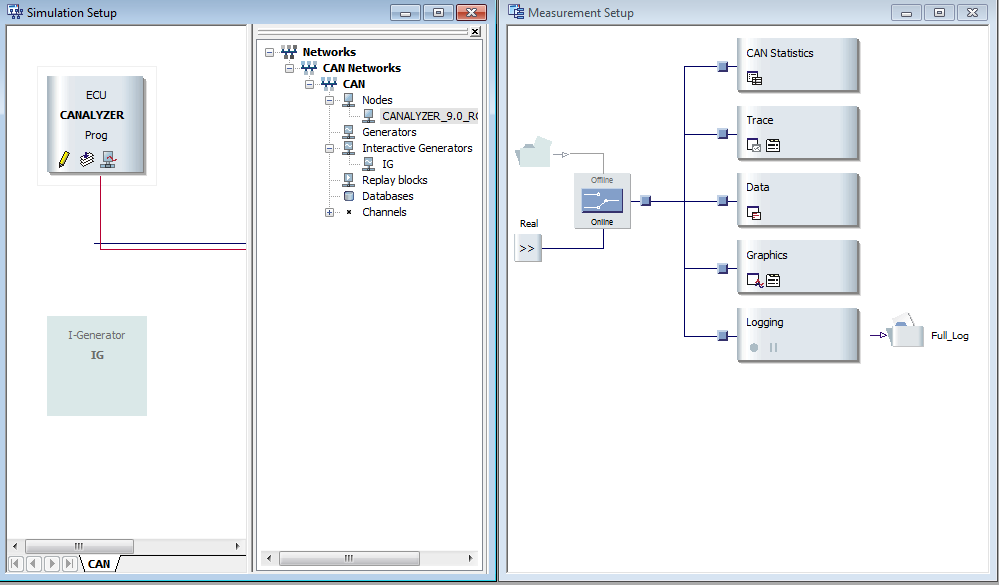 Simulation Setup
ECU
CANALYZER
Prog
I-Generator
IG
CAN
Networks
CAN Networks
CAN
Nodes
CANALYZER_9.0_R
Generators
Interactive Generators
IG
Replay blocks
Databases
Channels
Measurement Setup
Offline
Online
Real
>>
CAN Statistics
Trace
Data
Graphics
Logging
Full_Log